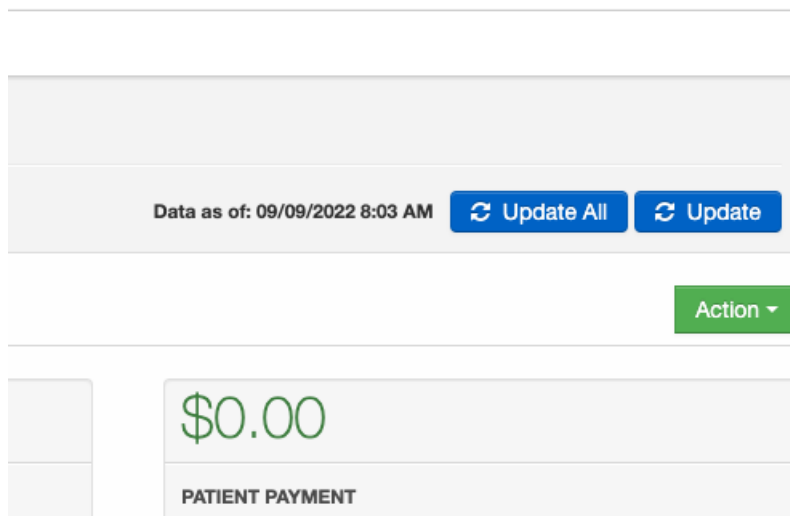 Data as of: 09/09/2022 8:03 AM Update All Update
Action
$0.00
PATIENT PAYMENT